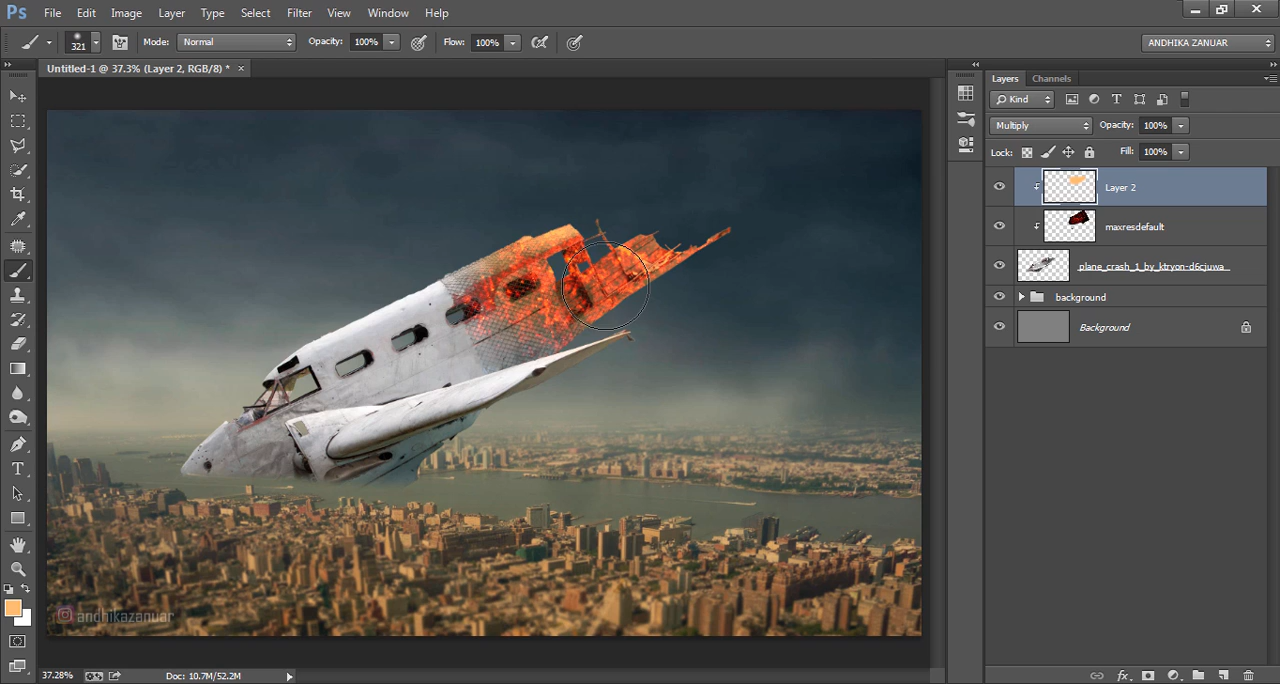 Ps File Edit Image Layer Type Select Filter View Window Help
321 Mode: Normal Opacity: 100% Flow: 100% ANDHIKA ZANUAR
Untitled-1 @ 37.3% (Layer 2, RGB/8) * ×
Layers Channels
Kind
Multiply Opacity: 100%
Lock: Fill: 100%
Layer 2
maxresdefault
plane_crash_1_by_ktryon-d6cjuwa
background
Background
andhikazanuar
37.28% Doc: 10.7M/52.2M